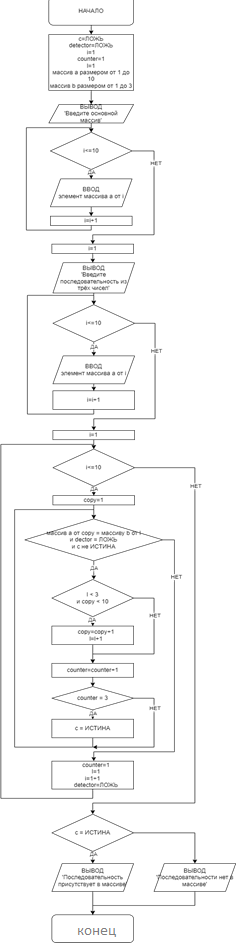 НАЧАЛО
c=ЛОЖЬ
detector=ЛОЖЬ
i=1
counter=1
l=1
массив a размером от 1 до
10
массив b размером от 1 до 3
ВЫВОД
'Введите основной
массив'
i<=10
НЕТ
ДА
ВВОД
элемент массива a от i
i=i+1
i=1
ВЫВОД
'Введите
последовательность из
трёх чисел'
i<=10
НЕТ
ДА
ВВОД
элемент массива a от i
i=i+1
i=1
i<=10
НЕТ
ДА
copy=1
массив a от copy = массиву b от l
и dector = ЛОЖЬ
и c не ИСТИНА
НЕТ
ДА
l < 3
и copy < 10
НЕТ
ДА
copy=copy+1
l=l+1
counter=counter+1
counter = 3
НЕТ
ДА
c = ИСТИНА
counter=1
l=1
i=1+1
detector=ЛОЖЬ
c = ИСТИНА
НЕТ
ДА
ВЫВОД
'Последовательность
присутствует в массиве'
ВЫВОД
'Последовательности нет в
массиве'
конец